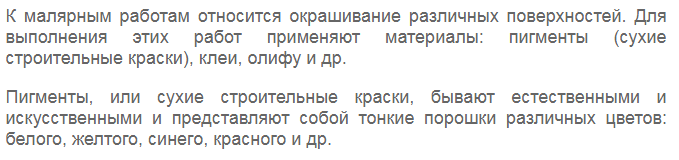 К малярным работам относится окрашивание различных поверхностей. Для
выполнения этих работ применяют материалы: пигменты (сухие
строительные краски), клеи, олифу и др.
Пигменты, или сухие строительные краски, бывают естественными и
искусственными и представляют собой тонкие порошки различных цветов:
белого, желтого, синего, красного и др.